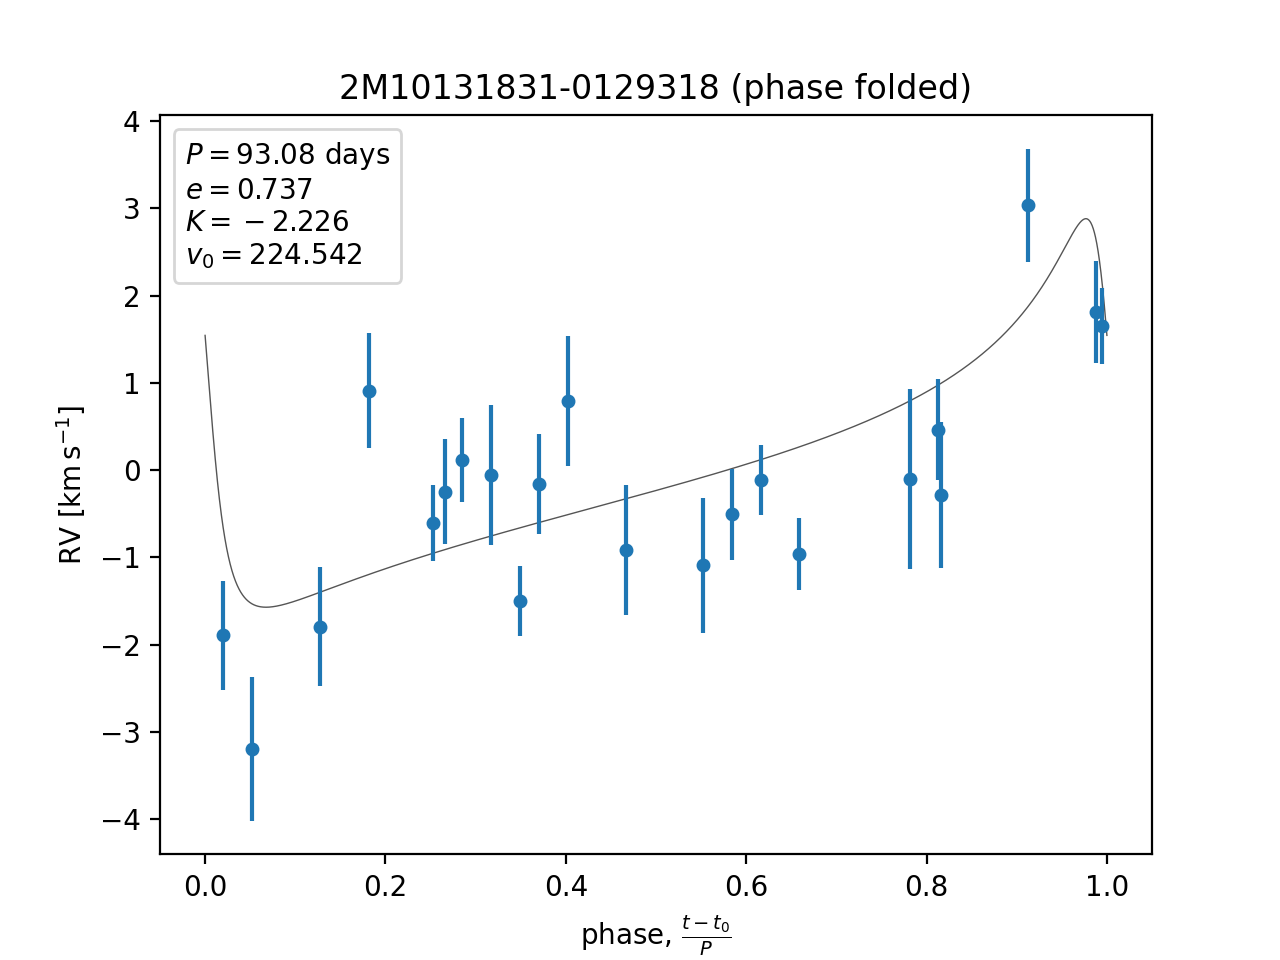 2M10131831-0129318 (phase folded)
P = 93.08 days
e = 0.737
K = −2.226
v₀ = 224.542
4
3
2
1
0
−1
−2
−3
−4
RV [km s⁻¹]
0.0 0.2 0.4 0.6 0.8 1.0
phase, (t − t₀)/P